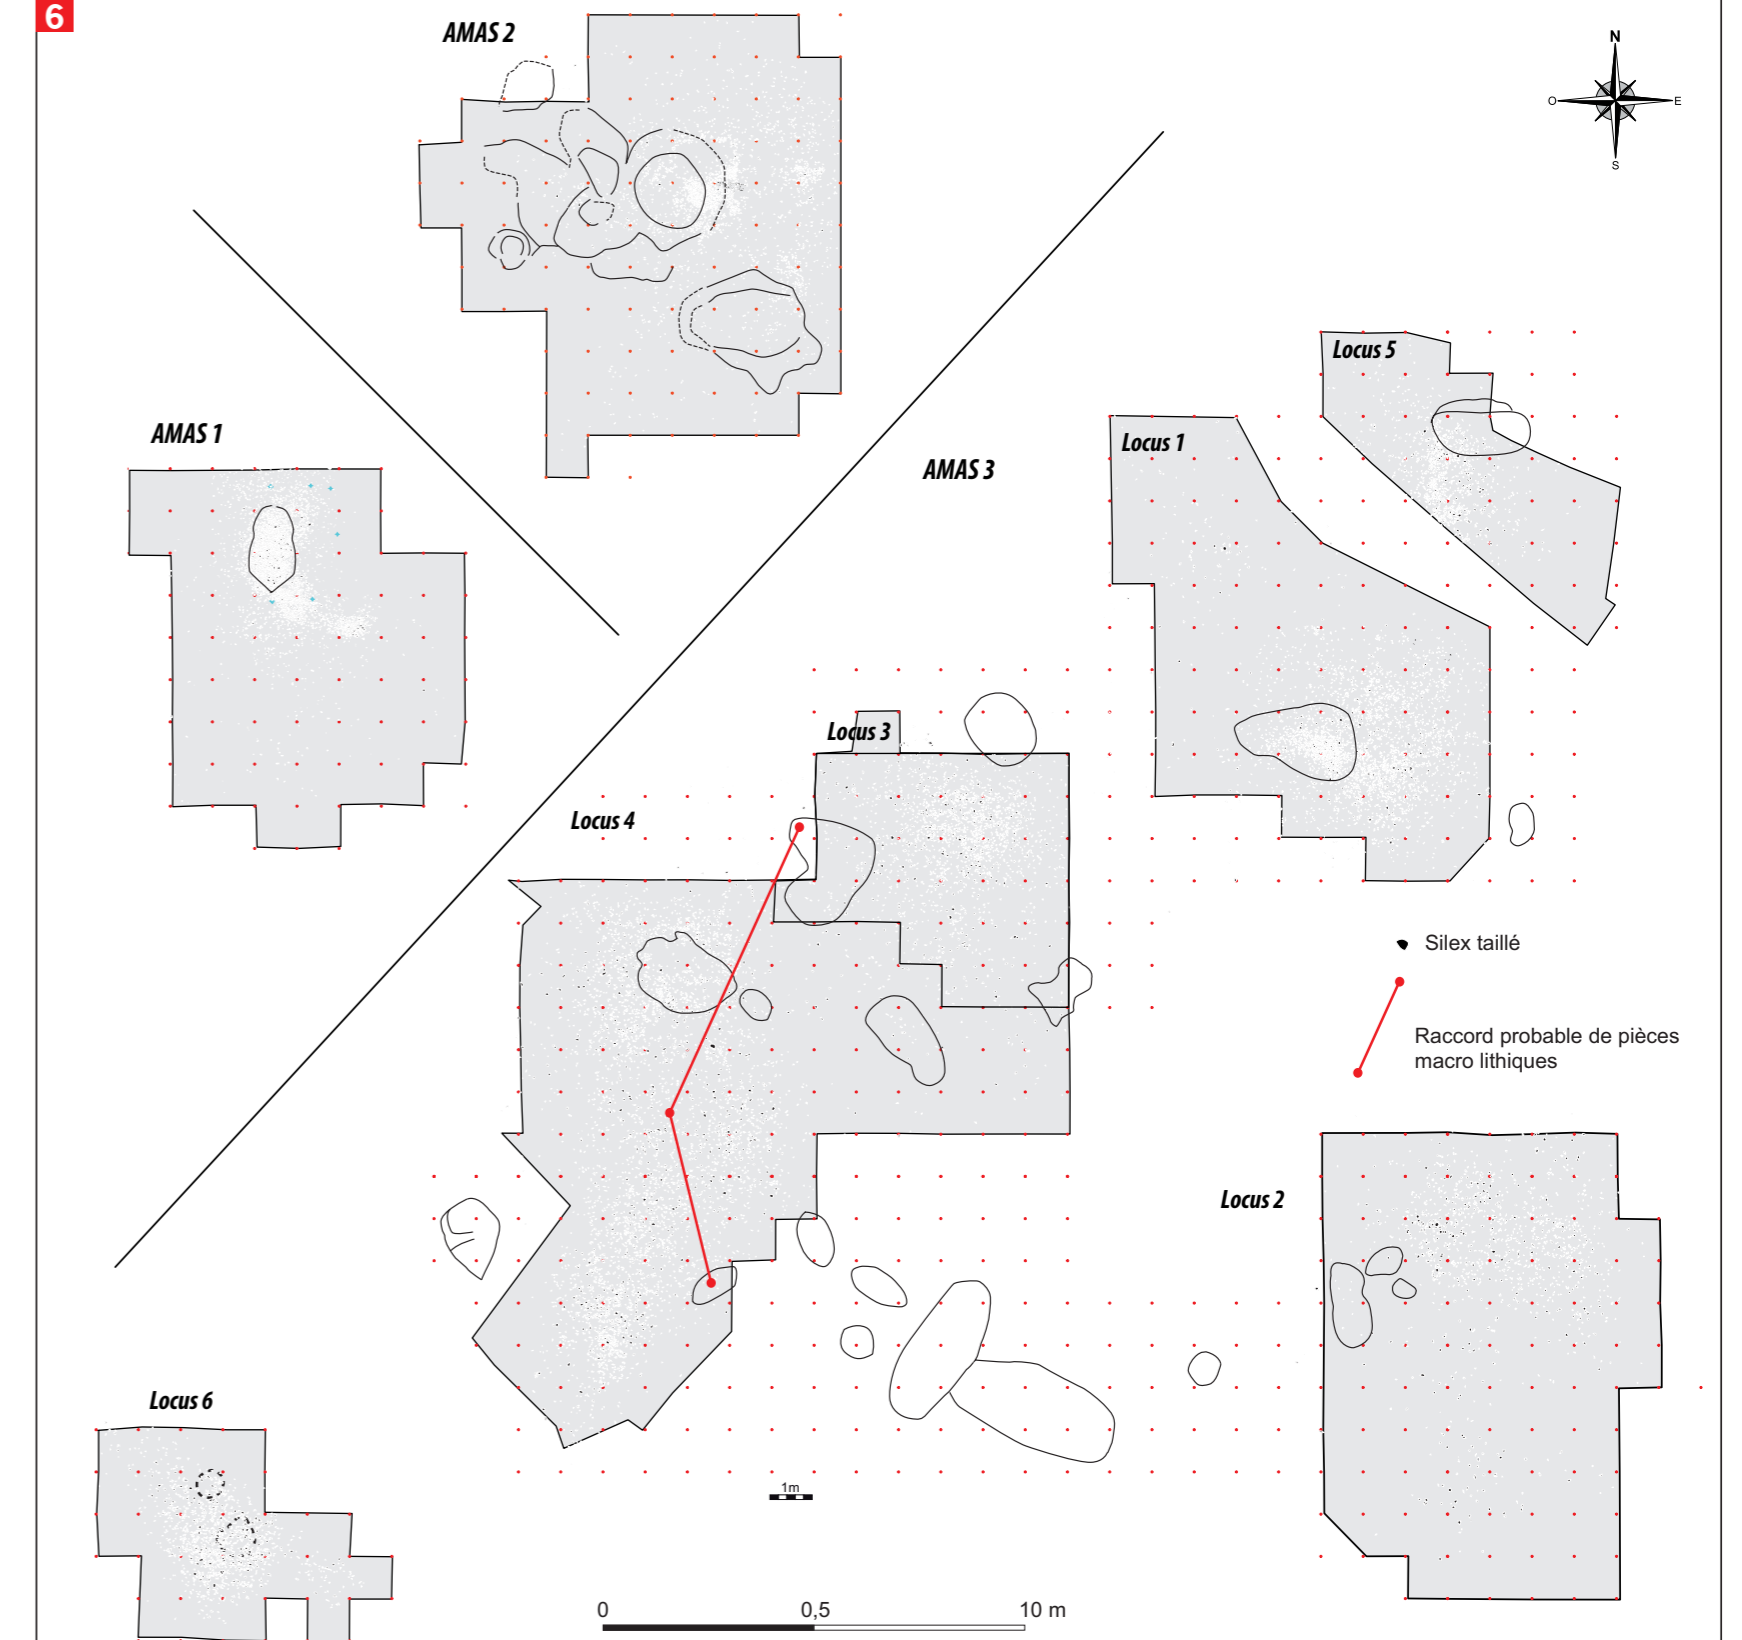 6
AMAS 2
N
O
E
S
AMAS 1
AMAS 3
Locus 5
Locus 1
Locus 3
Locus 4
Silex taillé
Raccord probable de pièces
macro lithiques
Locus 2
Locus 6
1m
0
0,5
10 m